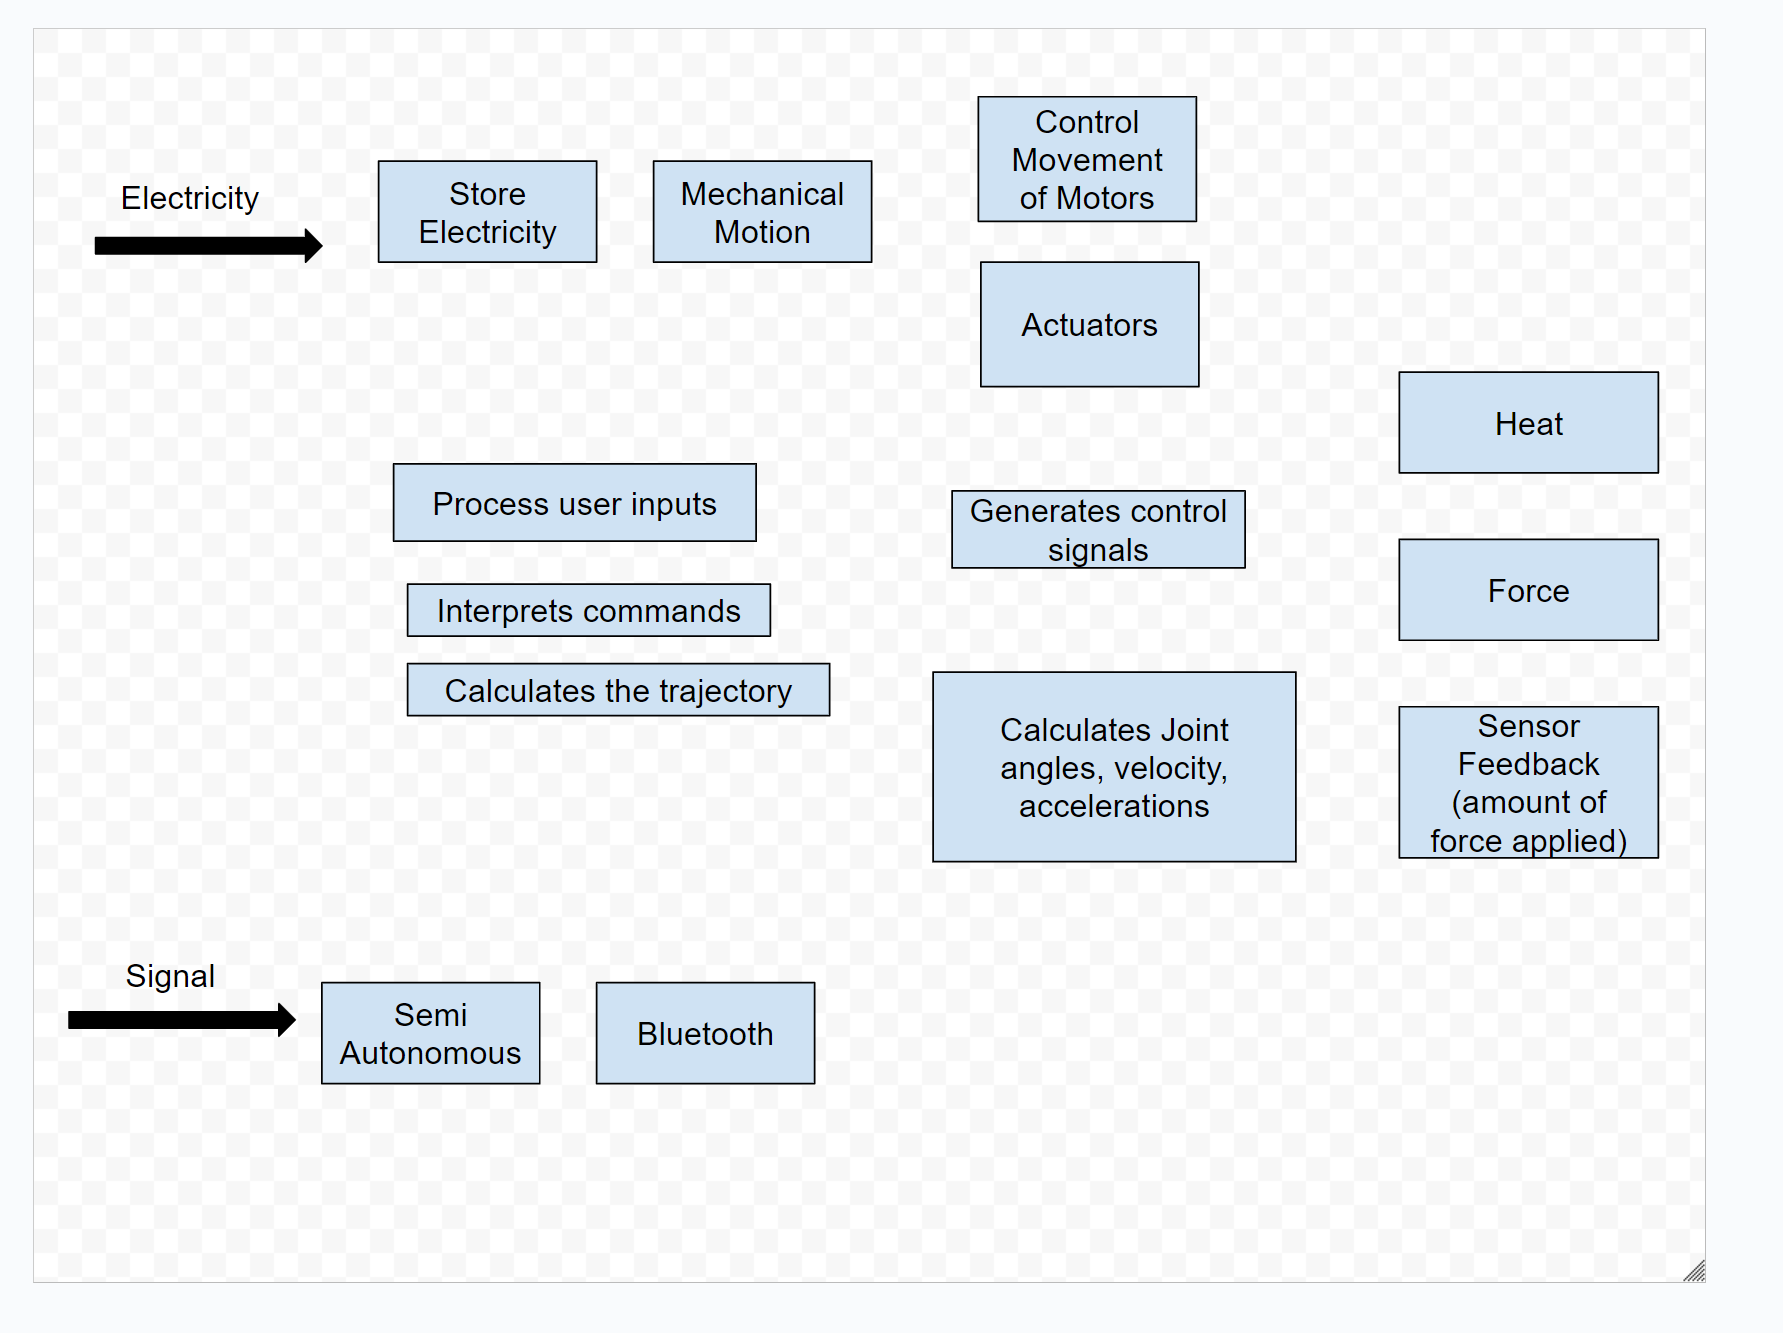 Electricity
Store
Electricity
Mechanical
Motion
Control
Movement
of Motors
Actuators
Heat
Process user inputs
Generates control
signals
Force
Interprets commands
Calculates the trajectory
Calculates Joint
angles, velocity,
accelerations
Sensor
Feedback
(amount of
force applied)
Signal
Semi
Autonomous
Bluetooth